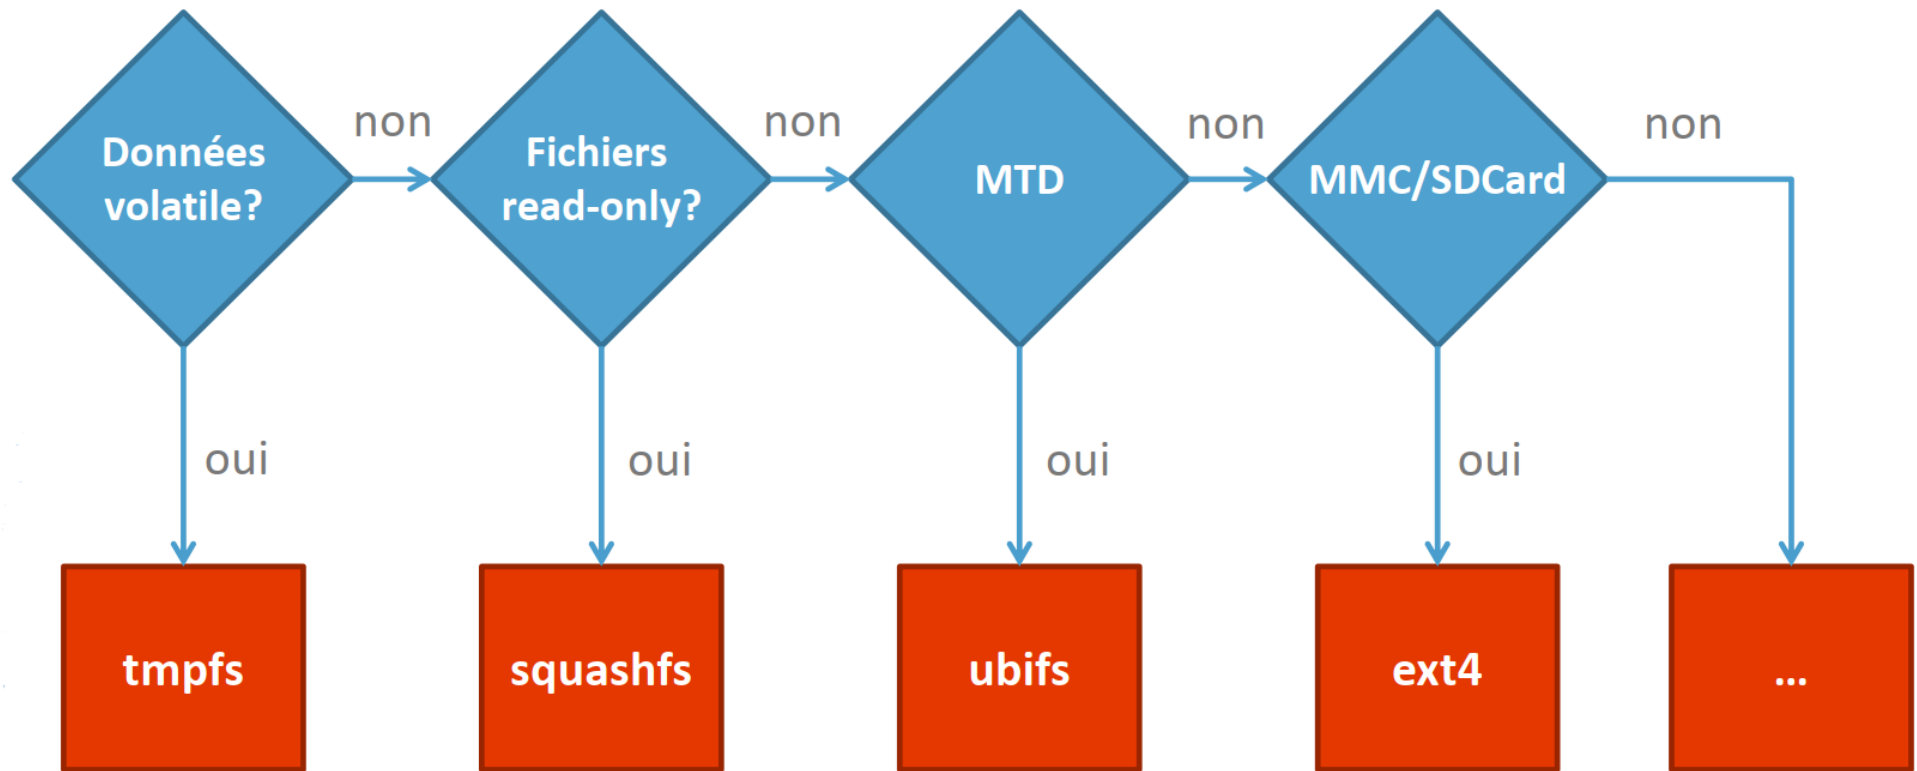 Données
volatile?
non
Fichiers
read-only?
non
MTD
non
MMC/SDCard
non
oui
oui
oui
oui
tmpfs
squashfs
ubifs
ext4
...